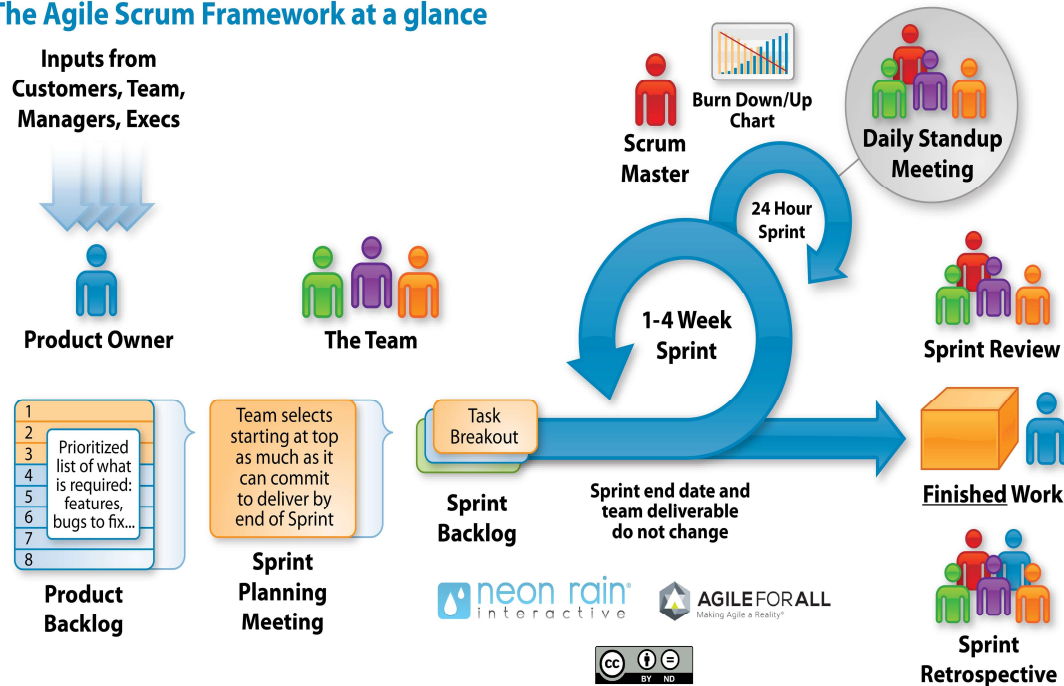 The Agile Scrum Framework at a glance
Inputs from
Customers, Team,
Managers, Execs
Product Owner
The Team
Scrum
Master
Burn Down/Up
Chart
Daily Standup
Meeting
24 Hour
Sprint
1-4 Week
Sprint
Sprint Review
1
2
3
4
5
6
7
8
Prioritized
list of what
is required:
features,
bugs to fix...
Product
Backlog
Team selects
starting at top
as much as it
can commit
to deliver by
end of Sprint
Sprint
Planning
Meeting
Task
Breakout
Sprint
Backlog
Sprint end date and
team deliverable
do not change
Finished Work
Sprint
Retrospective
neon rain®
interactive
AGILE FOR ALL
Making Agile a Reality®
cc
BY ND